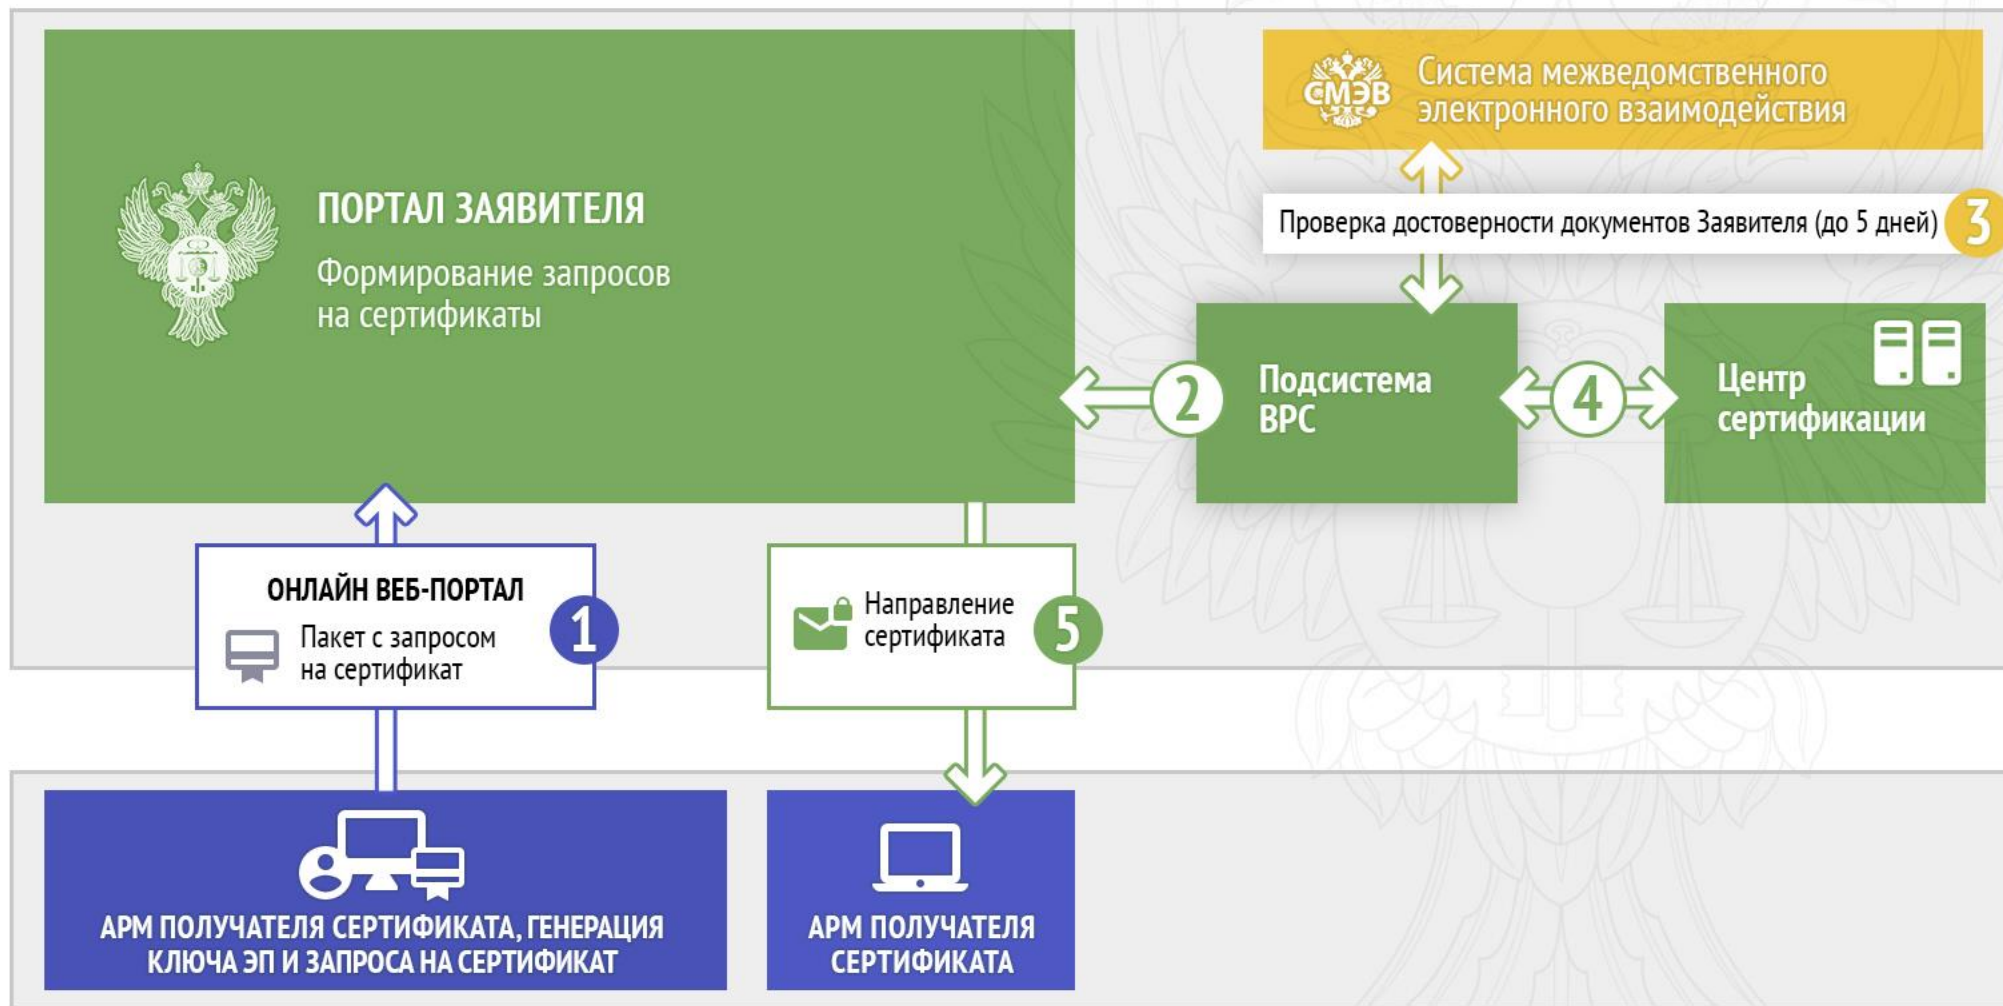 СМЭВ
Система межведомственного
электронного взаимодействия
ПОРТАЛ ЗАЯВИТЕЛЯ
Формирование запросов
на сертификаты
Проверка достоверности документов Заявителя (до 5 дней)
3
2
Подсистема
ВРС
4
Центр
сертификации
ОНЛАЙН ВЕБ-ПОРТАЛ
Пакет с запросом
на сертификат
1
Направление
сертификата
5
АРМ ПОЛУЧАТЕЛЯ СЕРТИФИКАТА, ГЕНЕРАЦИЯ
КЛЮЧА ЭП И ЗАПРОСА НА СЕРТИФИКАТ
АРМ ПОЛУЧАТЕЛЯ
СЕРТИФИКАТА